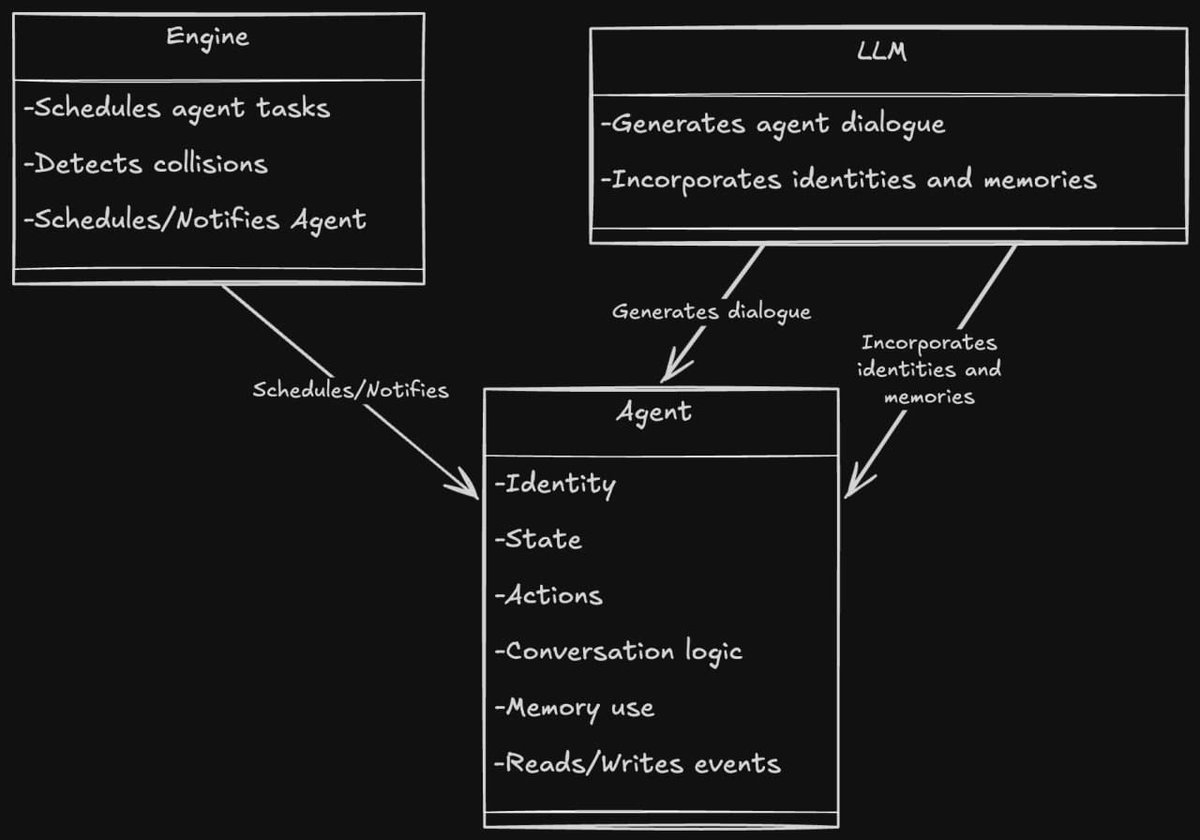 Engine
-Schedules agent tasks
-Detects collisions
-Schedules/Notifies Agent
LLM
-Generates agent dialogue
-Incorporates identities and memories
Schedules/Notifies
Generates dialogue
Incorporates
identities and
memories
Agent
-Identity
-State
-Actions
-Conversation logic
-Memory use
-Reads/Writes events